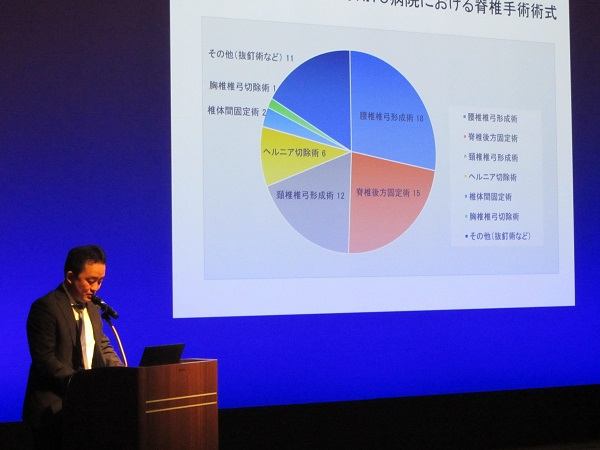 病院における脊椎手術術式
その他(抜釘術など) 11
胸椎椎弓切除術 1
椎体間固定術 2
ヘルニア切除術 6
頸椎椎弓形成術 12
腰椎椎弓形成術
脊椎後方固定術 15
腰椎椎弓形成術
脊椎後方固定術
頸椎椎弓形成術
ヘルニア切除術
椎体間固定術
胸椎椎弓切除術
その他(抜釘術など)